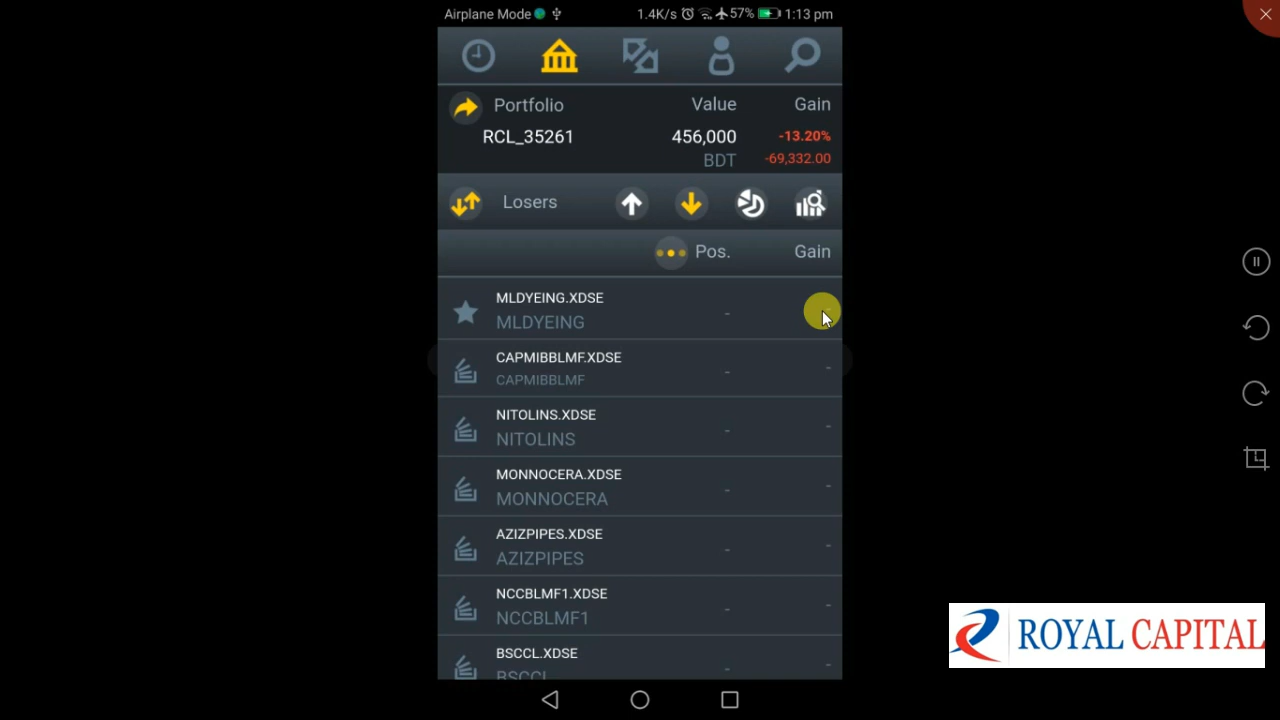 Airplane Mode 1.4K/s 57% 1:13 pm
Portfolio Value Gain
RCL_35261 456,000 -13.20%
BDT -69,332.00
Losers
Pos. Gain
MLDYEING.XDSE
MLDYEING - -
CAPMIBBLMF.XDSE
CAPMIBBLMF - -
NITOLINS.XDSE
NITOLINS - -
MONNOCERA.XDSE
MONNOCERA - -
AZIZPIPES.XDSE
AZIZPIPES - -
NCCBLMF1.XDSE
NCCBLMF1 - -
BSCCL.XDSE
BSCCL - -
ROYAL CAPITAL